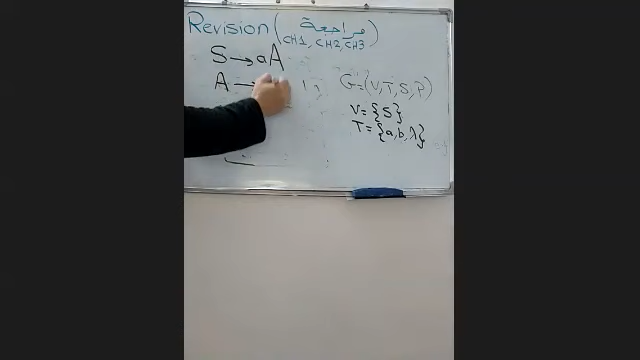 Revision (مراجعة)
CH1, CH2, CH3
S → aA
A →
G = (V, T, S, P)
V = {S}
T = {a, b, λ}